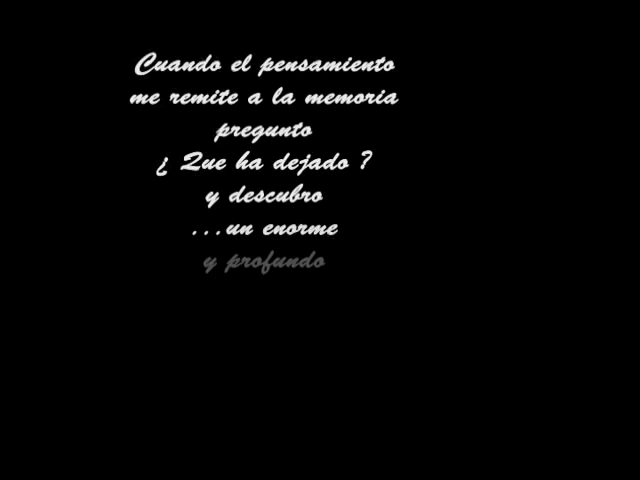 Cuando el pensamiento
me remite a la memoria
pregunto
¿ Que ha dejado ?
y descubro
...un enorme
y profundo